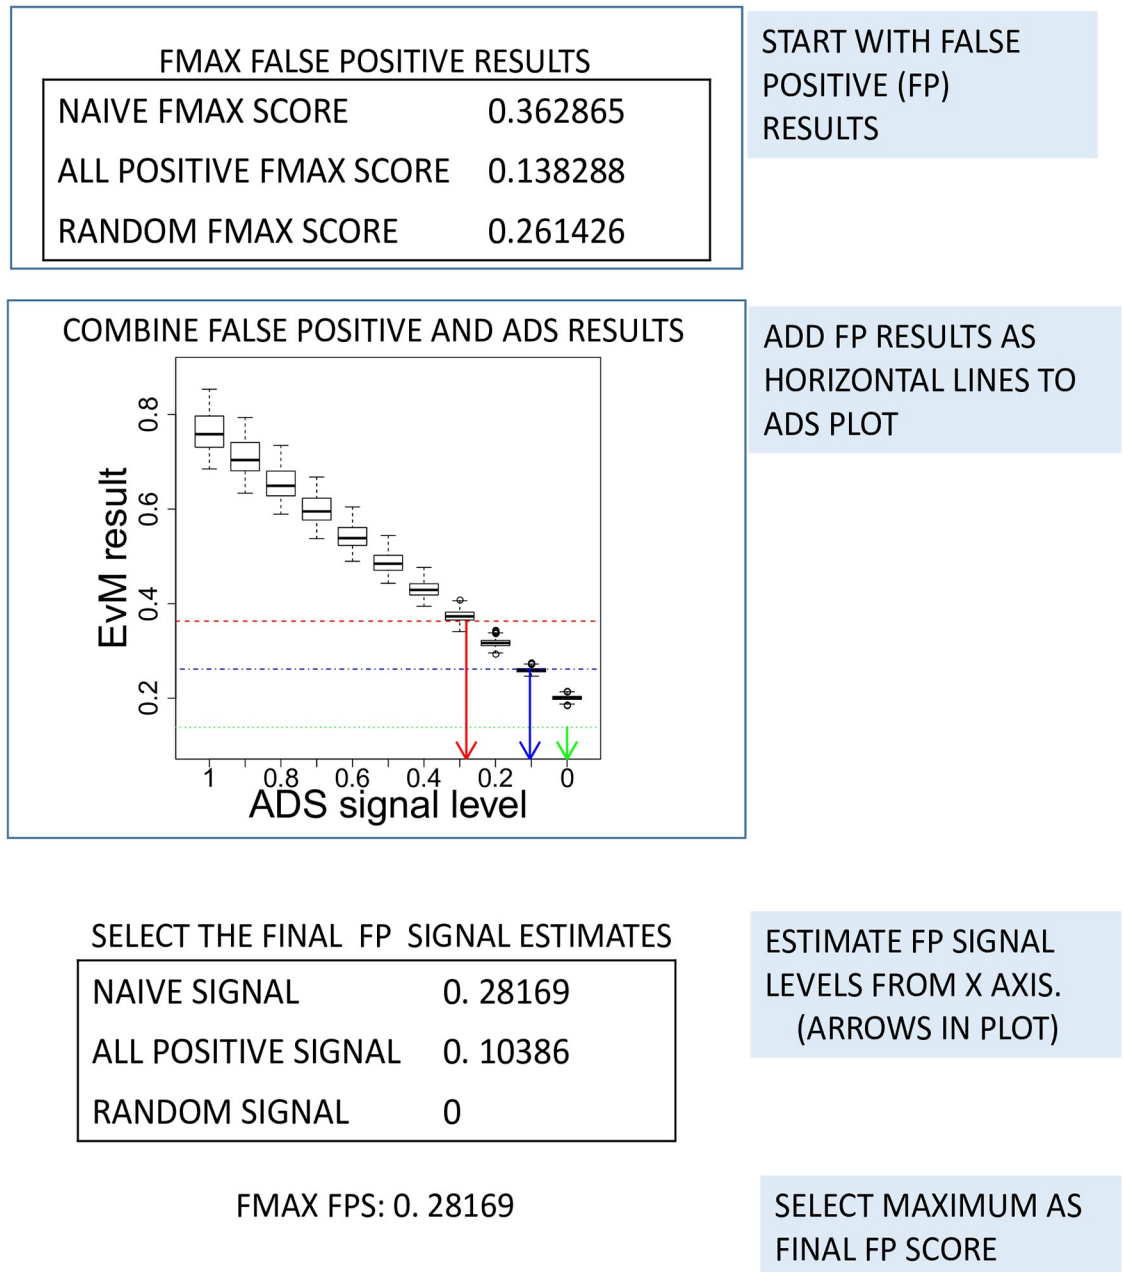 FMAX FALSE POSITIVE RESULTS
NAIVE FMAX SCORE 0.362865
ALL POSITIVE FMAX SCORE 0.138288
RANDOM FMAX SCORE 0.261426
START WITH FALSE
POSITIVE (FP)
RESULTS
COMBINE FALSE POSITIVE AND ADS RESULTS
EvM result
0.8
0.6
0.4
0.2
1 0.8 0.6 0.4 0.2 0
ADS signal level
ADD FP RESULTS AS
HORIZONTAL LINES TO
ADS PLOT
SELECT THE FINAL FP SIGNAL ESTIMATES
NAIVE SIGNAL 0. 28169
ALL POSITIVE SIGNAL 0. 10386
RANDOM SIGNAL 0
ESTIMATE FP SIGNAL
LEVELS FROM X AXIS.
(ARROWS IN PLOT)
FMAX FPS: 0. 28169
SELECT MAXIMUM AS
FINAL FP SCORE